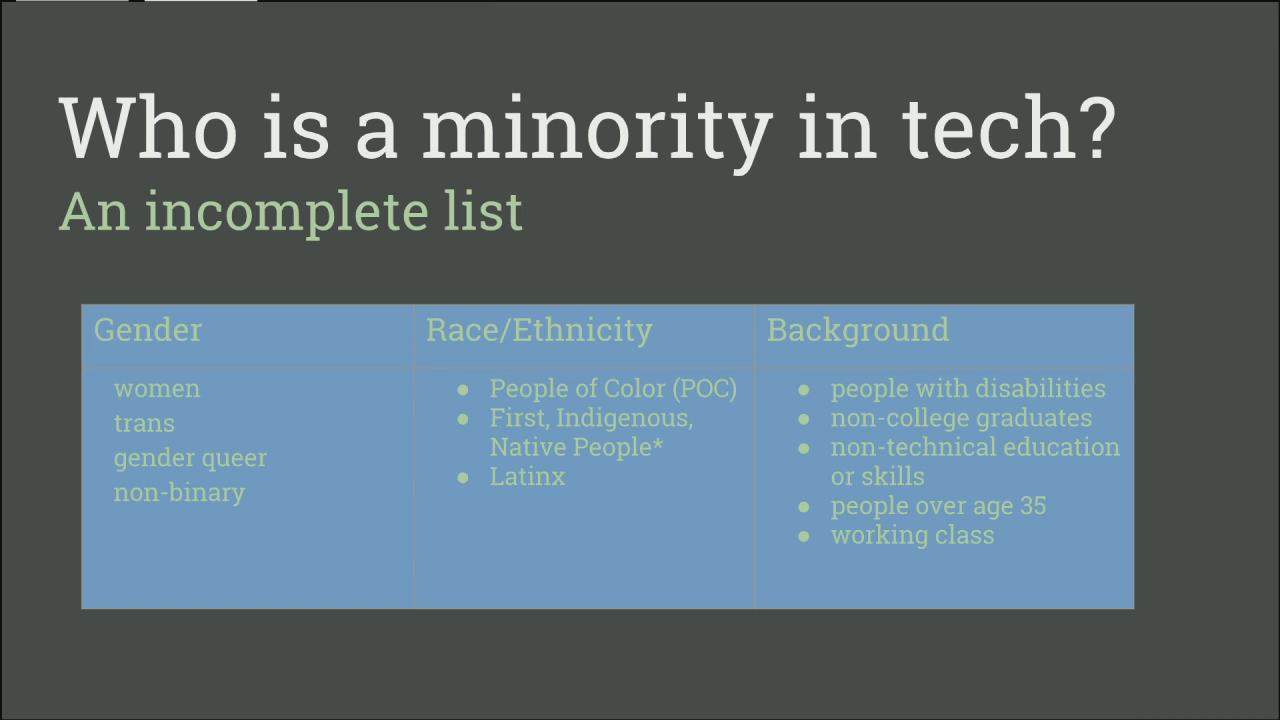 Who is a minority in tech?
An incomplete list
Gender
women
trans
gender queer
non-binary
Race/Ethnicity
● People of Color (POC)
● First, Indigenous,
Native People*
● Latinx
Background
● people with disabilities
● non-college graduates
● non-technical education
or skills
● people over age 35
● working class